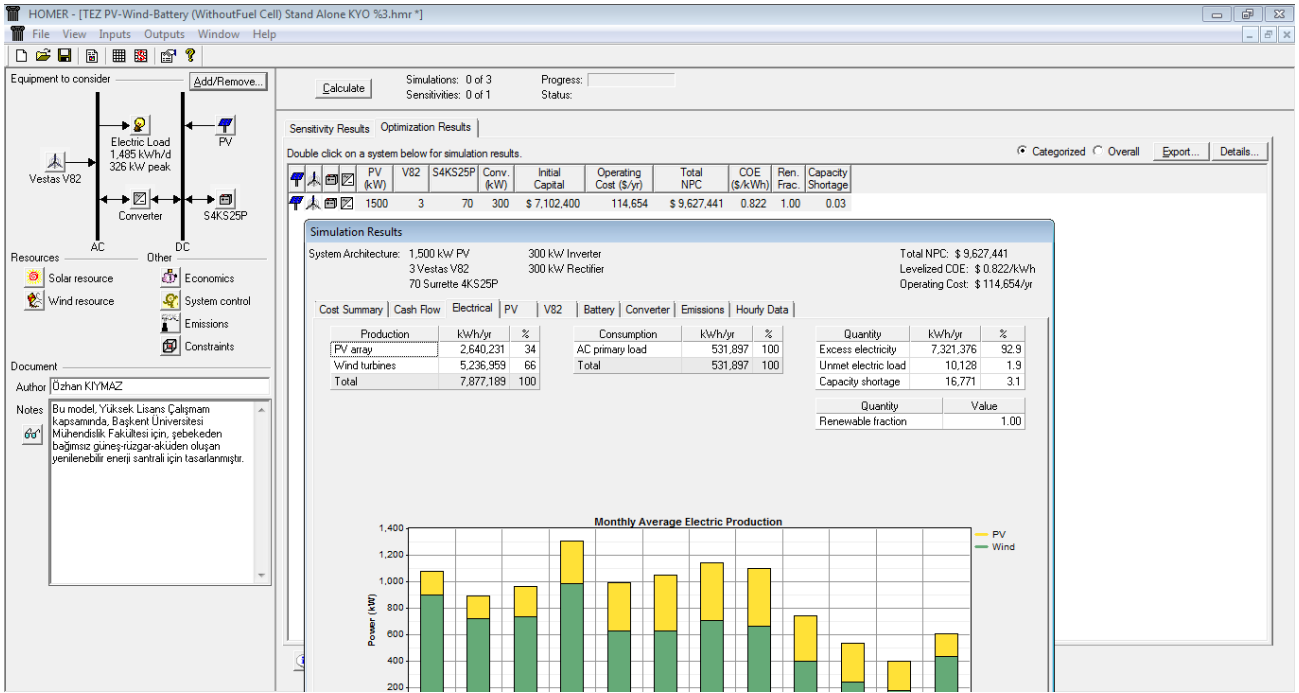 HOMER - [TEZ PV-Wind-Battery (WithoutFuel Cell) Stand Alone KYO %3.hmr *]
File View Inputs Outputs Window Help
Equipment to consider
Add/Remove...
Electric Load
1,485 kWh/d
326 kW peak
PV
Vestas V82
Converter
S4KS25P
AC
DC
Resources
Other
Solar resource
Economics
Wind resource
System control
Emissions
Constraints
Document
Author Özhan KIYMAZ
Notes
Bu model, Yüksek Lisans Çalışmam
kapsamında, Başkent Üniversitesi
Mühendislik Fakültesi için, şebekeden
bağımsız güneş-rüzgar-aküden oluşan
yenilenebilir enerji santrali için tasarlanmıştır.
Calculate
Simulations: 0 of 3
Progress:
Sensitivities: 0 of 1
Status:
Sensitivity Results Optimization Results
Double click on a system below for simulation results.
Categorized Overall Export... Details...
PV (kW) V82 S4KS25P Conv. (kW) Initial Capital Operating Cost ($/yr) Total NPC COE ($/kWh) Ren. Frac. Capacity Shortage
1500 3 70 300 $ 7,102,400 114,654 $ 9,627,441 0.822 1.00 0.03
Simulation Results
System Architecture: 1,500 kW PV 300 kW Inverter Total NPC: $ 9,627,441
3 Vestas V82 300 kW Rectifier Levelized COE: $ 0.822/kWh
70 Surrette 4KS25P Operating Cost: $ 114,654/yr
Cost Summary Cash Flow Electrical PV V82 Battery Converter Emissions Hourly Data
Production kWh/yr %
PV array 2,640,231 34
Wind turbines 5,236,959 66
Total 7,877,189 100
Consumption kWh/yr %
AC primary load 531,897 100
Total 531,897 100
Quantity kWh/yr %
Excess electricity 7,321,376 92.9
Unmet electric load 10,128 1.9
Capacity shortage 16,771 3.1
Quantity Value
Renewable fraction 1.00
Monthly Average Electric Production
1,400
1,200
1,000
800
600
400
200
Power (kW)
PV
Wind